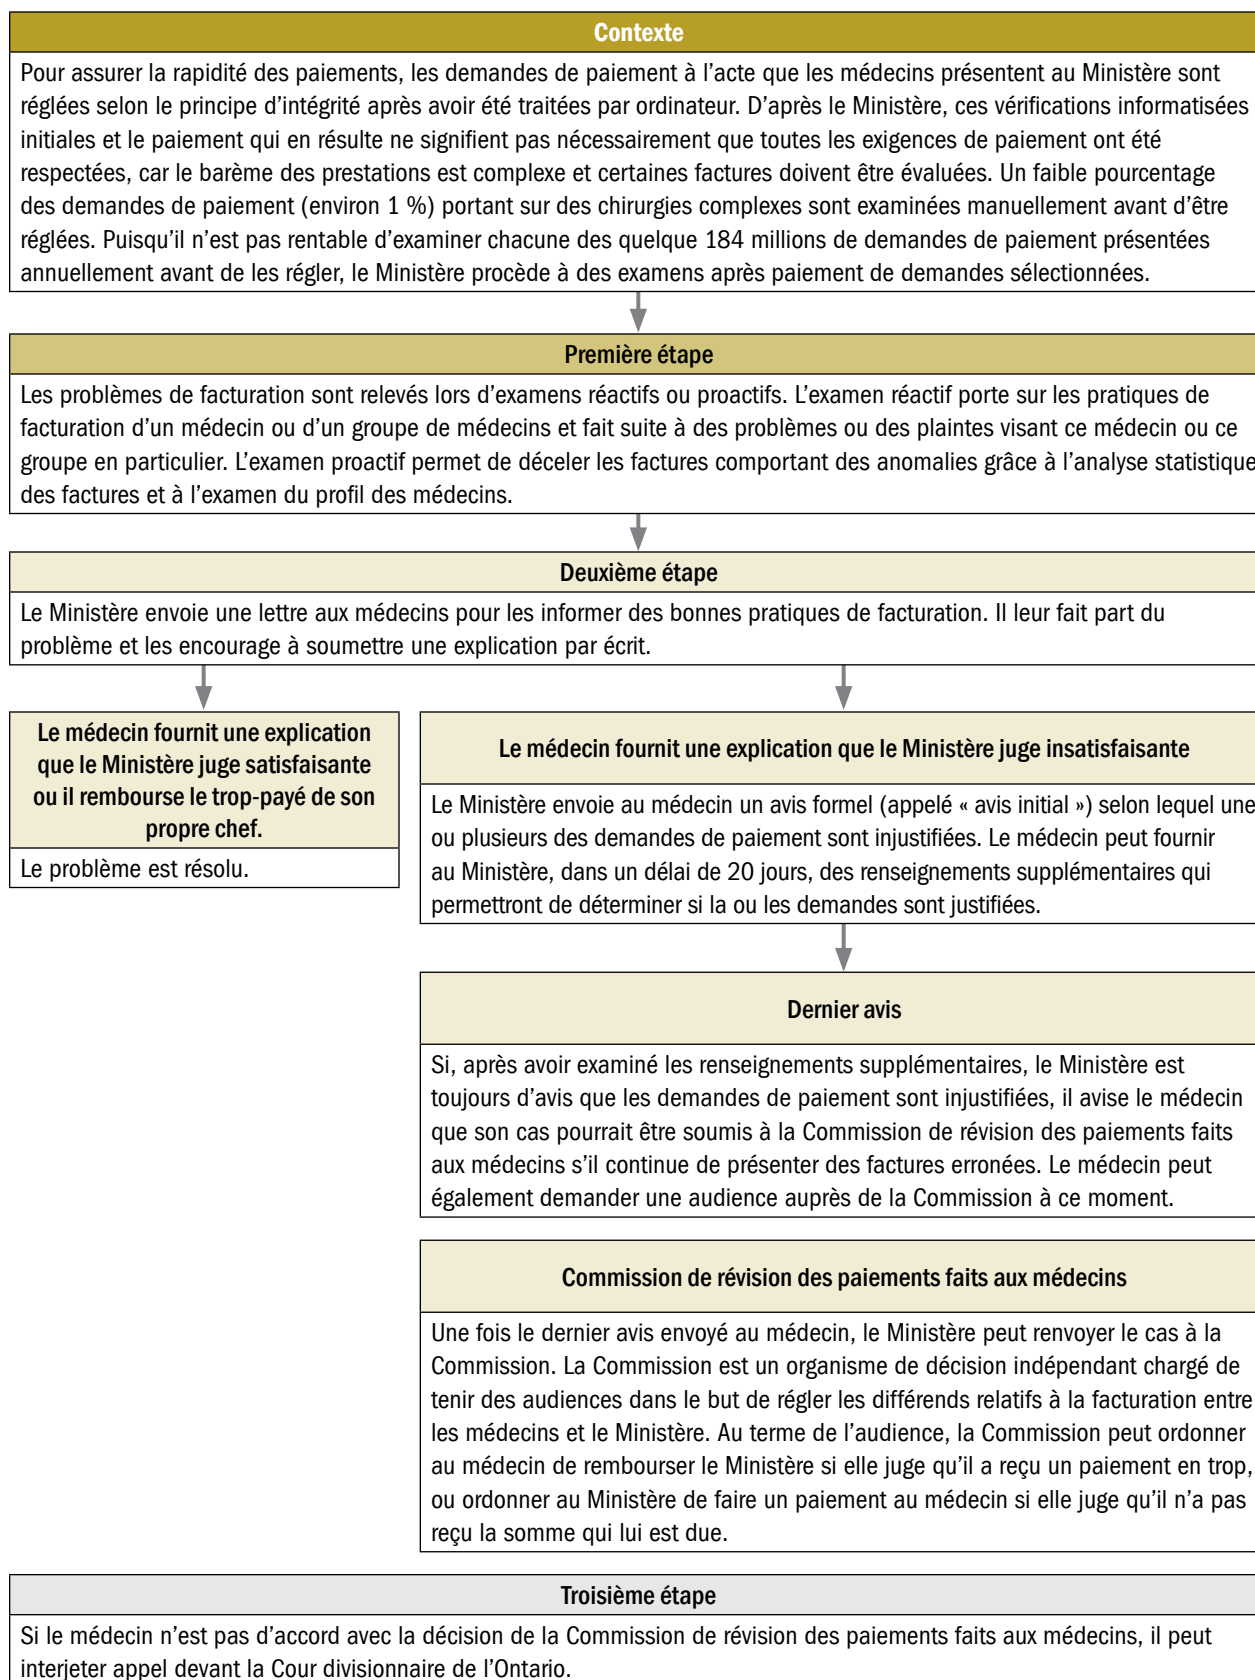 Contexte
Pour assurer la rapidité des paiements, les demandes de paiement à l’acte que les médecins présentent au Ministère sont
réglées selon le principe d’intégrité après avoir été traitées par ordinateur. D’après le Ministère, ces vérifications informatisées
initiales et le paiement qui en résulte ne signifient pas nécessairement que toutes les exigences de paiement ont été
respectées, car le barème des prestations est complexe et certaines factures doivent être évaluées. Un faible pourcentage
des demandes de paiement (environ 1 %) portant sur des chirurgies complexes sont examinées manuellement avant d’être
réglées. Puisqu’il n’est pas rentable d’examiner chacune des quelque 184 millions de demandes de paiement présentées
annuellement avant de les régler, le Ministère procède à des examens après paiement de demandes sélectionnées.
Première étape
Les problèmes de facturation sont relevés lors d’examens réactifs ou proactifs. L’examen réactif porte sur les pratiques de
facturation d’un médecin ou d’un groupe de médecins et fait suite à des problèmes ou des plaintes visant ce médecin ou ce
groupe en particulier. L’examen proactif permet de déceler les factures comportant des anomalies grâce à l’analyse statistique
des factures et à l’examen du profil des médecins.
Deuxième étape
Le Ministère envoie une lettre aux médecins pour les informer des bonnes pratiques de facturation. Il leur fait part du
problème et les encourage à soumettre une explication par écrit.
Le médecin fournit une explication
que le Ministère juge satisfaisante
ou il rembourse le trop-payé de son
propre chef.
Le problème est résolu.
Le médecin fournit une explication que le Ministère juge insatisfaisante
Le Ministère envoie au médecin un avis formel (appelé « avis initial ») selon lequel une
ou plusieurs des demandes de paiement sont injustifiées. Le médecin peut fournir
au Ministère, dans un délai de 20 jours, des renseignements supplémentaires qui
permettront de déterminer si la ou les demandes sont justifiées.
Dernier avis
Si, après avoir examiné les renseignements supplémentaires, le Ministère est
toujours d’avis que les demandes de paiement sont injustifiées, il avise le médecin
que son cas pourrait être soumis à la Commission de révision des paiements faits
aux médecins s’il continue de présenter des factures erronées. Le médecin peut
également demander une audience auprès de la Commission à ce moment.
Commission de révision des paiements faits aux médecins
Une fois le dernier avis envoyé au médecin, le Ministère peut renvoyer le cas à la
Commission. La Commission est un organisme de décision indépendant chargé de
tenir des audiences dans le but de régler les différends relatifs à la facturation entre
les médecins et le Ministère. Au terme de l’audience, la Commission peut ordonner
au médecin de rembourser le Ministère si elle juge qu’il a reçu un paiement en trop,
ou ordonner au Ministère de faire un paiement au médecin si elle juge qu’il n’a pas
reçu la somme qui lui est due.
Troisième étape
Si le médecin n’est pas d’accord avec la décision de la Commission de révision des paiements faits aux médecins, il peut
interjeter appel devant la Cour divisionnaire de l’Ontario.